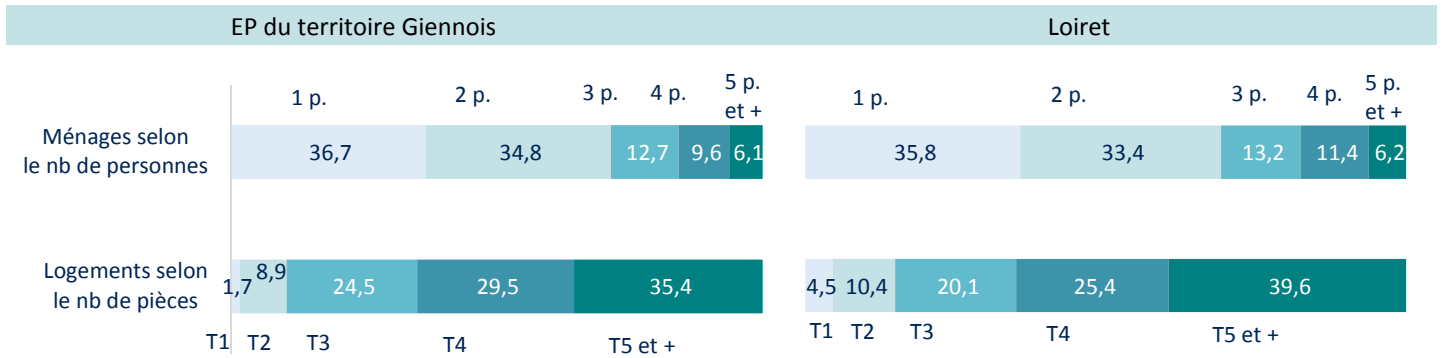 EP du territoire Giennois
Loiret
1 p. 2 p. 3 p. 4 p. 5 p. et +
1 p. 2 p. 3 p. 4 p. 5 p. et +
Ménages selon
le nb de personnes
36,7 34,8 12,7 9,6 6,1
35,8 33,4 13,2 11,4 6,2
Logements selon
le nb de pièces
1,7 8,9 24,5 29,5 35,4
4,5 10,4 20,1 25,4 39,6
T1 T2 T3 T4 T5 et +
T1 T2 T3 T4 T5 et +